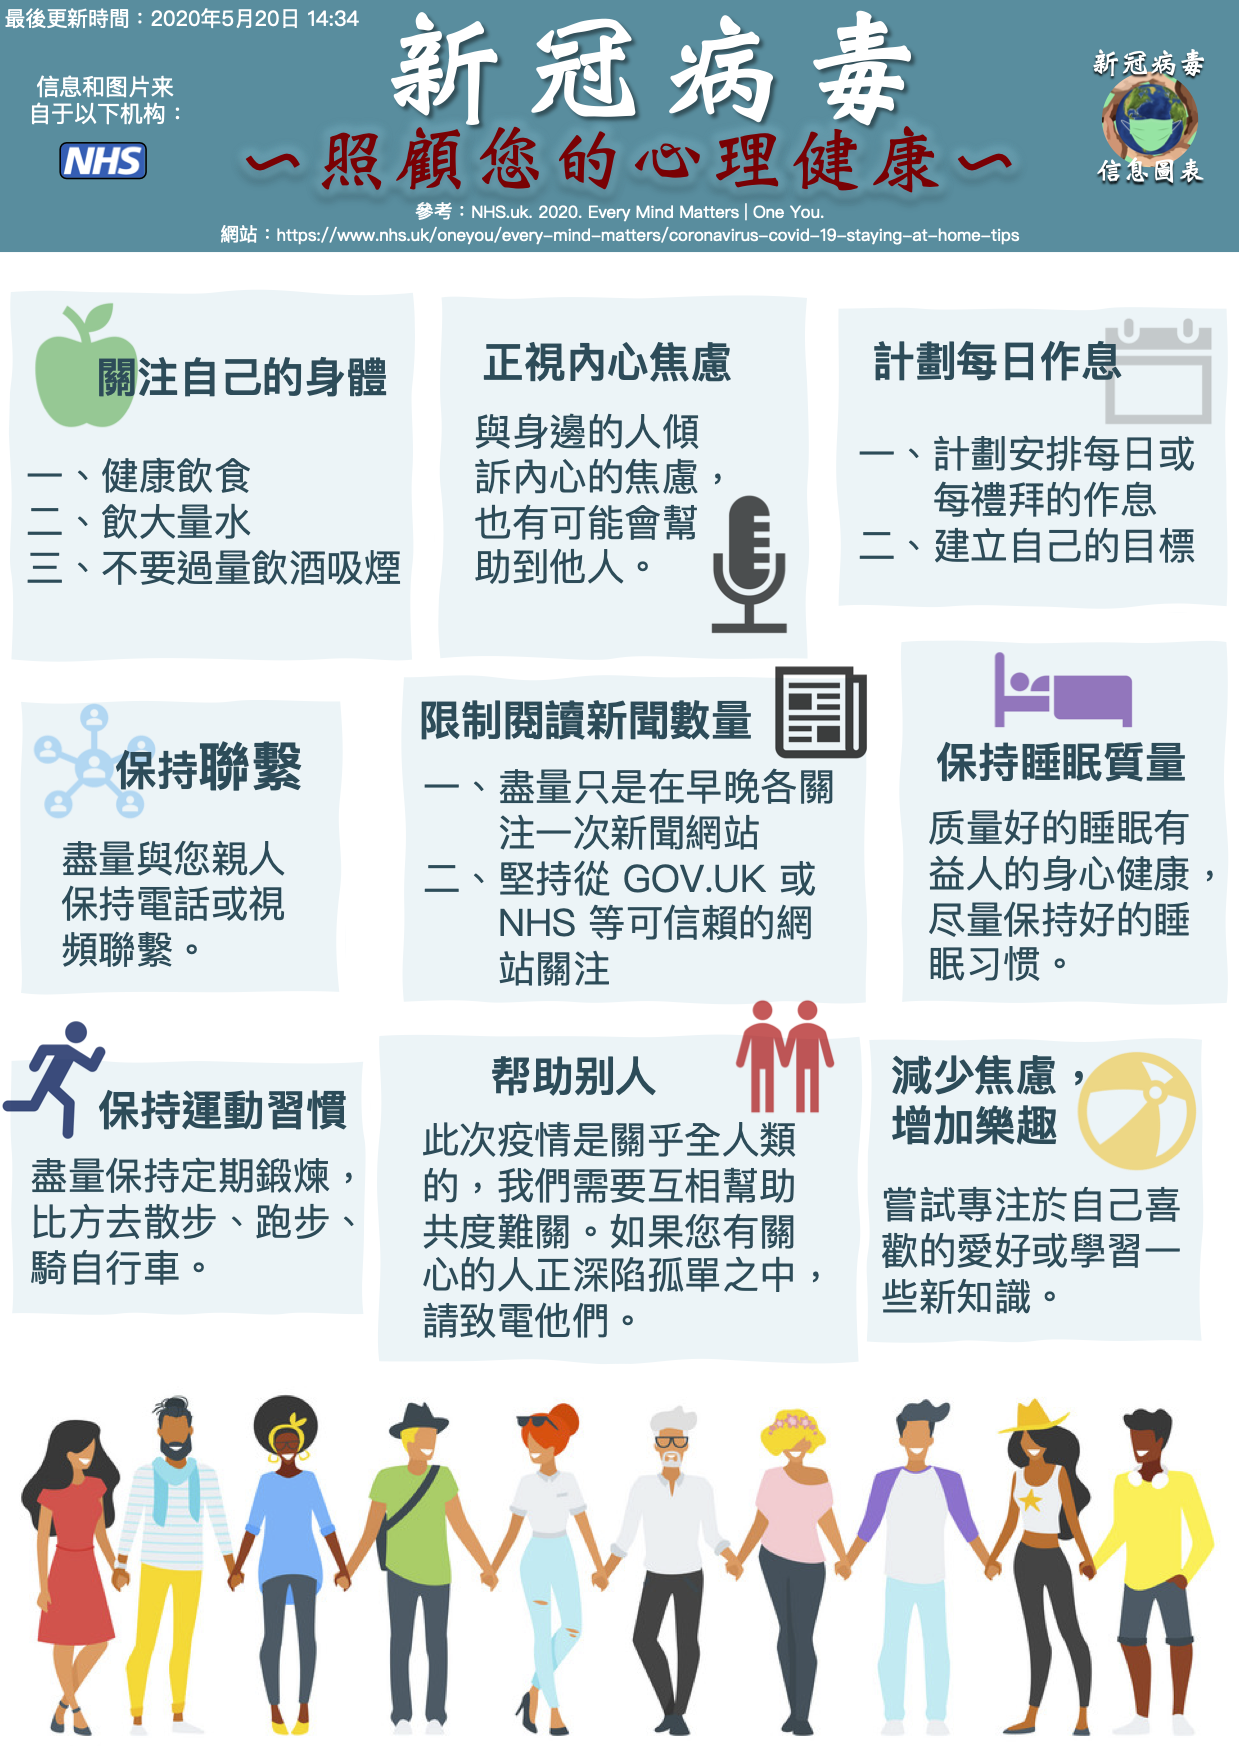 最後更新時間：2020年5月20日 14:34
信息和图片来
自于以下机构：
NHS
新冠病毒
～照顧您的心理健康～
參考：NHS.uk. 2020. Every Mind Matters | One You.
網站：https://www.nhs.uk/oneyou/every-mind-matters/coronavirus-covid-19-staying-at-home-tips
新冠病毒
信息圖表
關注自己的身體
一、健康飲食
二、飲大量水
三、不要過量飲酒吸煙
正視內心焦慮
與身邊的人傾
訴內心的焦慮，
也有可能會幫
助到他人。
計劃每日作息
一、計劃安排每日或
每禮拜的作息
二、建立自己的目標
保持聯繫
盡量與您親人
保持電話或視
頻聯繫。
限制閱讀新聞數量
一、盡量只是在早晚各關
注一次新聞網站
二、堅持從 GOV.UK 或
NHS 等可信賴的網
站關注
保持睡眠質量
质量好的睡眠有
益人的身心健康，
尽量保持好的睡
眠习惯。
保持運動習慣
盡量保持定期鍛煉，
比方去散步、跑步、
騎自行車。
帮助别人
此次疫情是關乎全人類
的，我們需要互相幫助
共度難關。如果您有關
心的人正深陷孤單之中，
請致電他們。
減少焦慮，
增加樂趣
嘗試專注於自己喜
歡的愛好或學習一
些新知識。